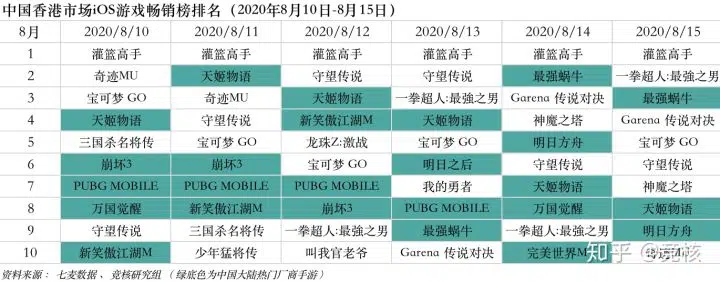 中国香港市场iOS游戏畅销榜排名（2020年8月10日-8月15日）
8月 2020/8/10 2020/8/11 2020/8/12 2020/8/13 2020/8/14 2020/8/15
1 灌篮高手 灌篮高手 灌篮高手 灌篮高手 灌篮高手 灌篮高手
2 奇迹MU 天姬物语 守望传说 守望传说 最强蜗牛 一拳超人:最強之男
3 宝可梦 GO 奇迹MU 天姬物语 一拳超人:最強之男 Garena 传说对决 最强蜗牛
4 天姬物语 守望传说 新笑傲江湖M 天姬物语 神魔之塔 Garena 传说对决
5 三国杀名将传 宝可梦 GO 龙珠Z:激战 宝可梦 GO 明日方舟 宝可梦 GO
6 崩坏3 崩坏3 宝可梦 GO 明日之后 守望传说 守望传说
7 PUBG MOBILE PUBG MOBILE PUBG MOBILE 我的勇者 天姬物语 神魔之塔
8 万国觉醒 万国觉醒 崩坏3 PUBG MOBILE 万国觉醒 天姬物语
9 守望传说 三国杀名将传 一拳超人:最強之男 最强蜗牛 一拳超人:最強之男 明日方舟
10 新笑傲江湖M 少年猛将传 叫我官老爷 Garena 传说对决 完美世界M
知乎 @竞核
资料来源： 七麦数据、竞核研究组（绿底色为中国大陆热门厂商手游）